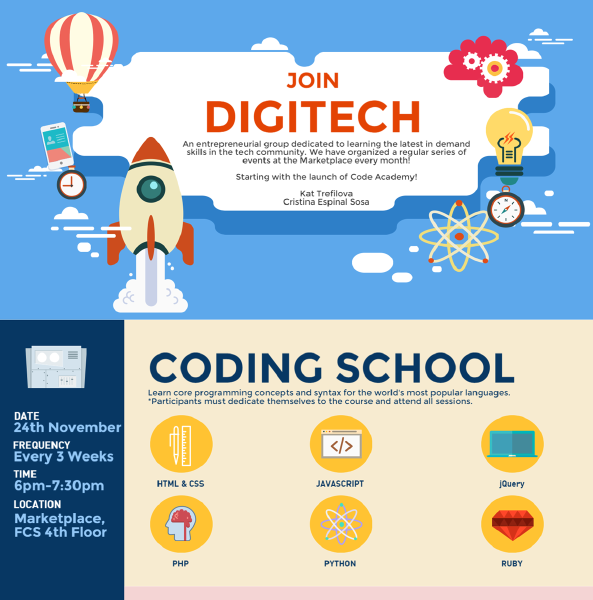 JOIN
DIGITECH
An entrepreneurial group dedicated to learning the latest in demand
skills in the tech community. We have organized a regular series of
events at the Marketplace every month!
Starting with the launch of Code Academy!
Kat Trefilova
Cristina Espinal Sosa
CODING SCHOOL
Learn core programming concepts and syntax for the world's most popular languages.
*Participants must dedicate themselves to the course and attend all sessions.
DATE
24th November
FREQUENCY
Every 3 Weeks
TIME
6pm-7:30pm
LOCATION
Marketplace,
FCS 4th Floor
</>
HTML & CSS
JAVASCRIPT
jQuery
PHP
PYTHON
RUBY